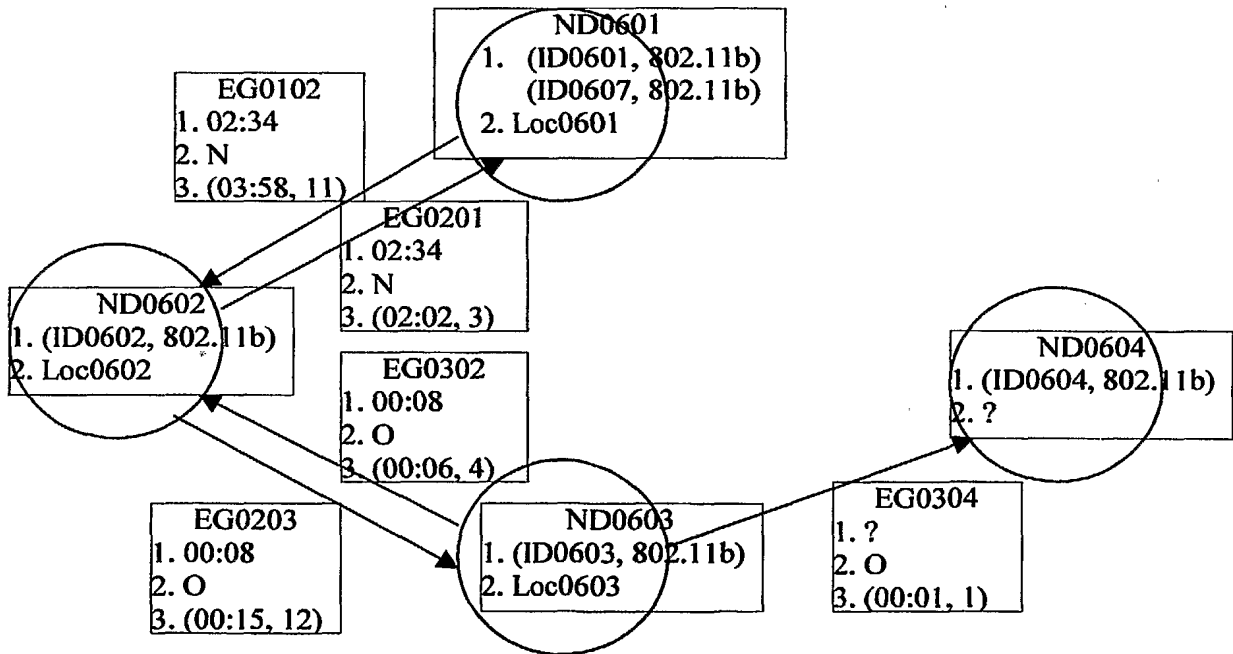 ND0601
1. (ID0601, 802.11b)
(ID0607, 802.11b)
2. Loc0601
EG0102
1. 02:34
2. N
3. (03:58, 11)
EG0201
1. 02:34
2. N
3. (02:02, 3)
ND0602
1. (ID0602, 802.11b)
2. Loc0602
EG0302
1. 00:08
2. O
3. (00:06, 4)
ND0604
1. (ID0604, 802.11b)
2. ?
EG0203
1. 00:08
2. O
3. (00:15, 12)
ND0603
1. (ID0603, 802.11b)
2. Loc0603
EG0304
1. ?
2. O
3. (00:01, 1)